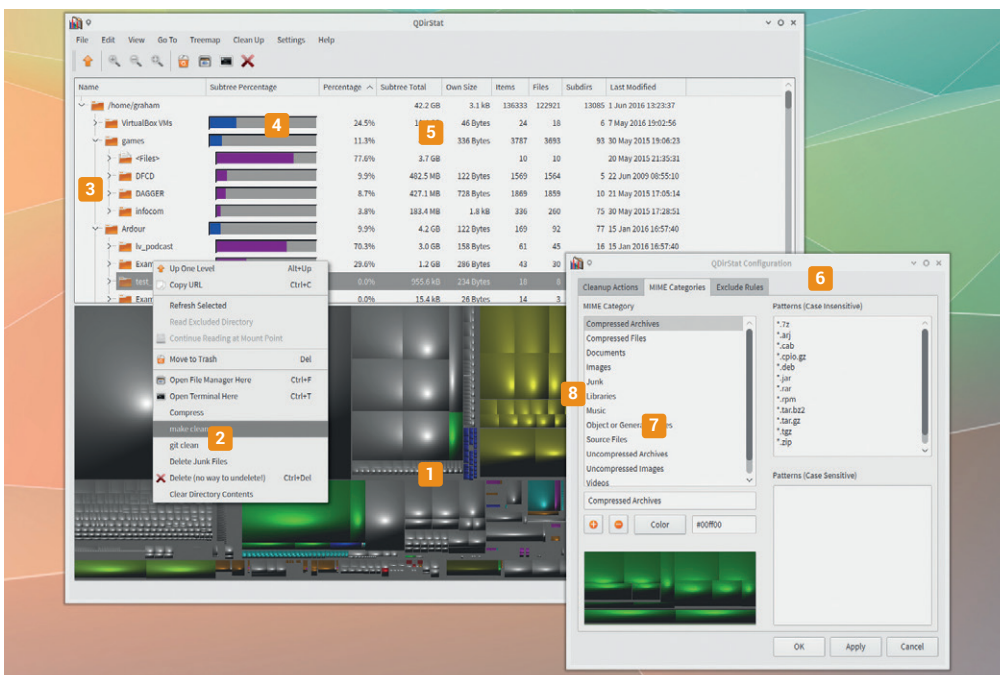 QDirStat
File Edit View Go To Treemap Clean Up Settings Help
Name Subtree Percentage Percentage Subtree Total Own Size Items Files Subdirs Last Modified
/home/graham 42.2 GB 3.1 kB 136333 122921 13085 1 Jun 2016 13:23:37
VirtualBox VMs 4 24.5% 5 46 Bytes 24 18 6 7 May 2016 19:02:56
games 11.3% 336 Bytes 3787 3693 93 30 May 2015 19:06:23
<Files> 77.6% 3.7 GB 10 10 20 May 2015 21:35:31
DFCD 9.9% 482.5 MB 122 Bytes 1569 1564 5 22 Jun 2009 08:55:10
3 DAGGER 8.7% 427.1 MB 728 Bytes 1869 1859 10 21 May 2015 17:05:14
infocom 3.8% 183.4 MB 1.8 kB 336 260 75 30 May 2015 17:28:51
Ardour 9.9% 4.2 GB 122 Bytes 169 92 77 15 Jan 2016 16:57:40
lv_podcast 70.3% 3.0 GB 158 Bytes 61 45 16 15 Jan 2016 16:57:40
Exam 29.6% 1.2 GB 286 Bytes 43 30
test_ 0.0% 955.6 kB 234 Bytes 18 8
Exam 0.0% 15.4 kB 26 Bytes 14 3
Up One Level Alt+Up
Copy URL Ctrl+C
Refresh Selected
Read Excluded Directory
Continue Reading at Mount Point
Move to Trash Del
Open File Manager Here Ctrl+F
Open Terminal Here Ctrl+T
Compress
make clean
2
git clean
Delete Junk Files
Delete (no way to undelete!) Ctrl+Del
Clear Directory Contents
1
QDirStat Configuration
6
Cleanup Actions MIME Categories Exclude Rules
MIME Category
Compressed Archives
Compressed Files
Documents
Images
Junk
8
Libraries
Music
Object or Genera
7
Source Files
Uncompressed Archives
Uncompressed Images
Videos
Compressed Archives
Color #00ff00
Patterns (Case Insensitive)
*.7z
*.arj
*.cab
*.cpio.gz
*.deb
*.jar
*.rar
*.rpm
*.tar.bz2
*.tar.gz
*.tgz
*.zip
Patterns (Case Sensitive)
OK Apply Cancel